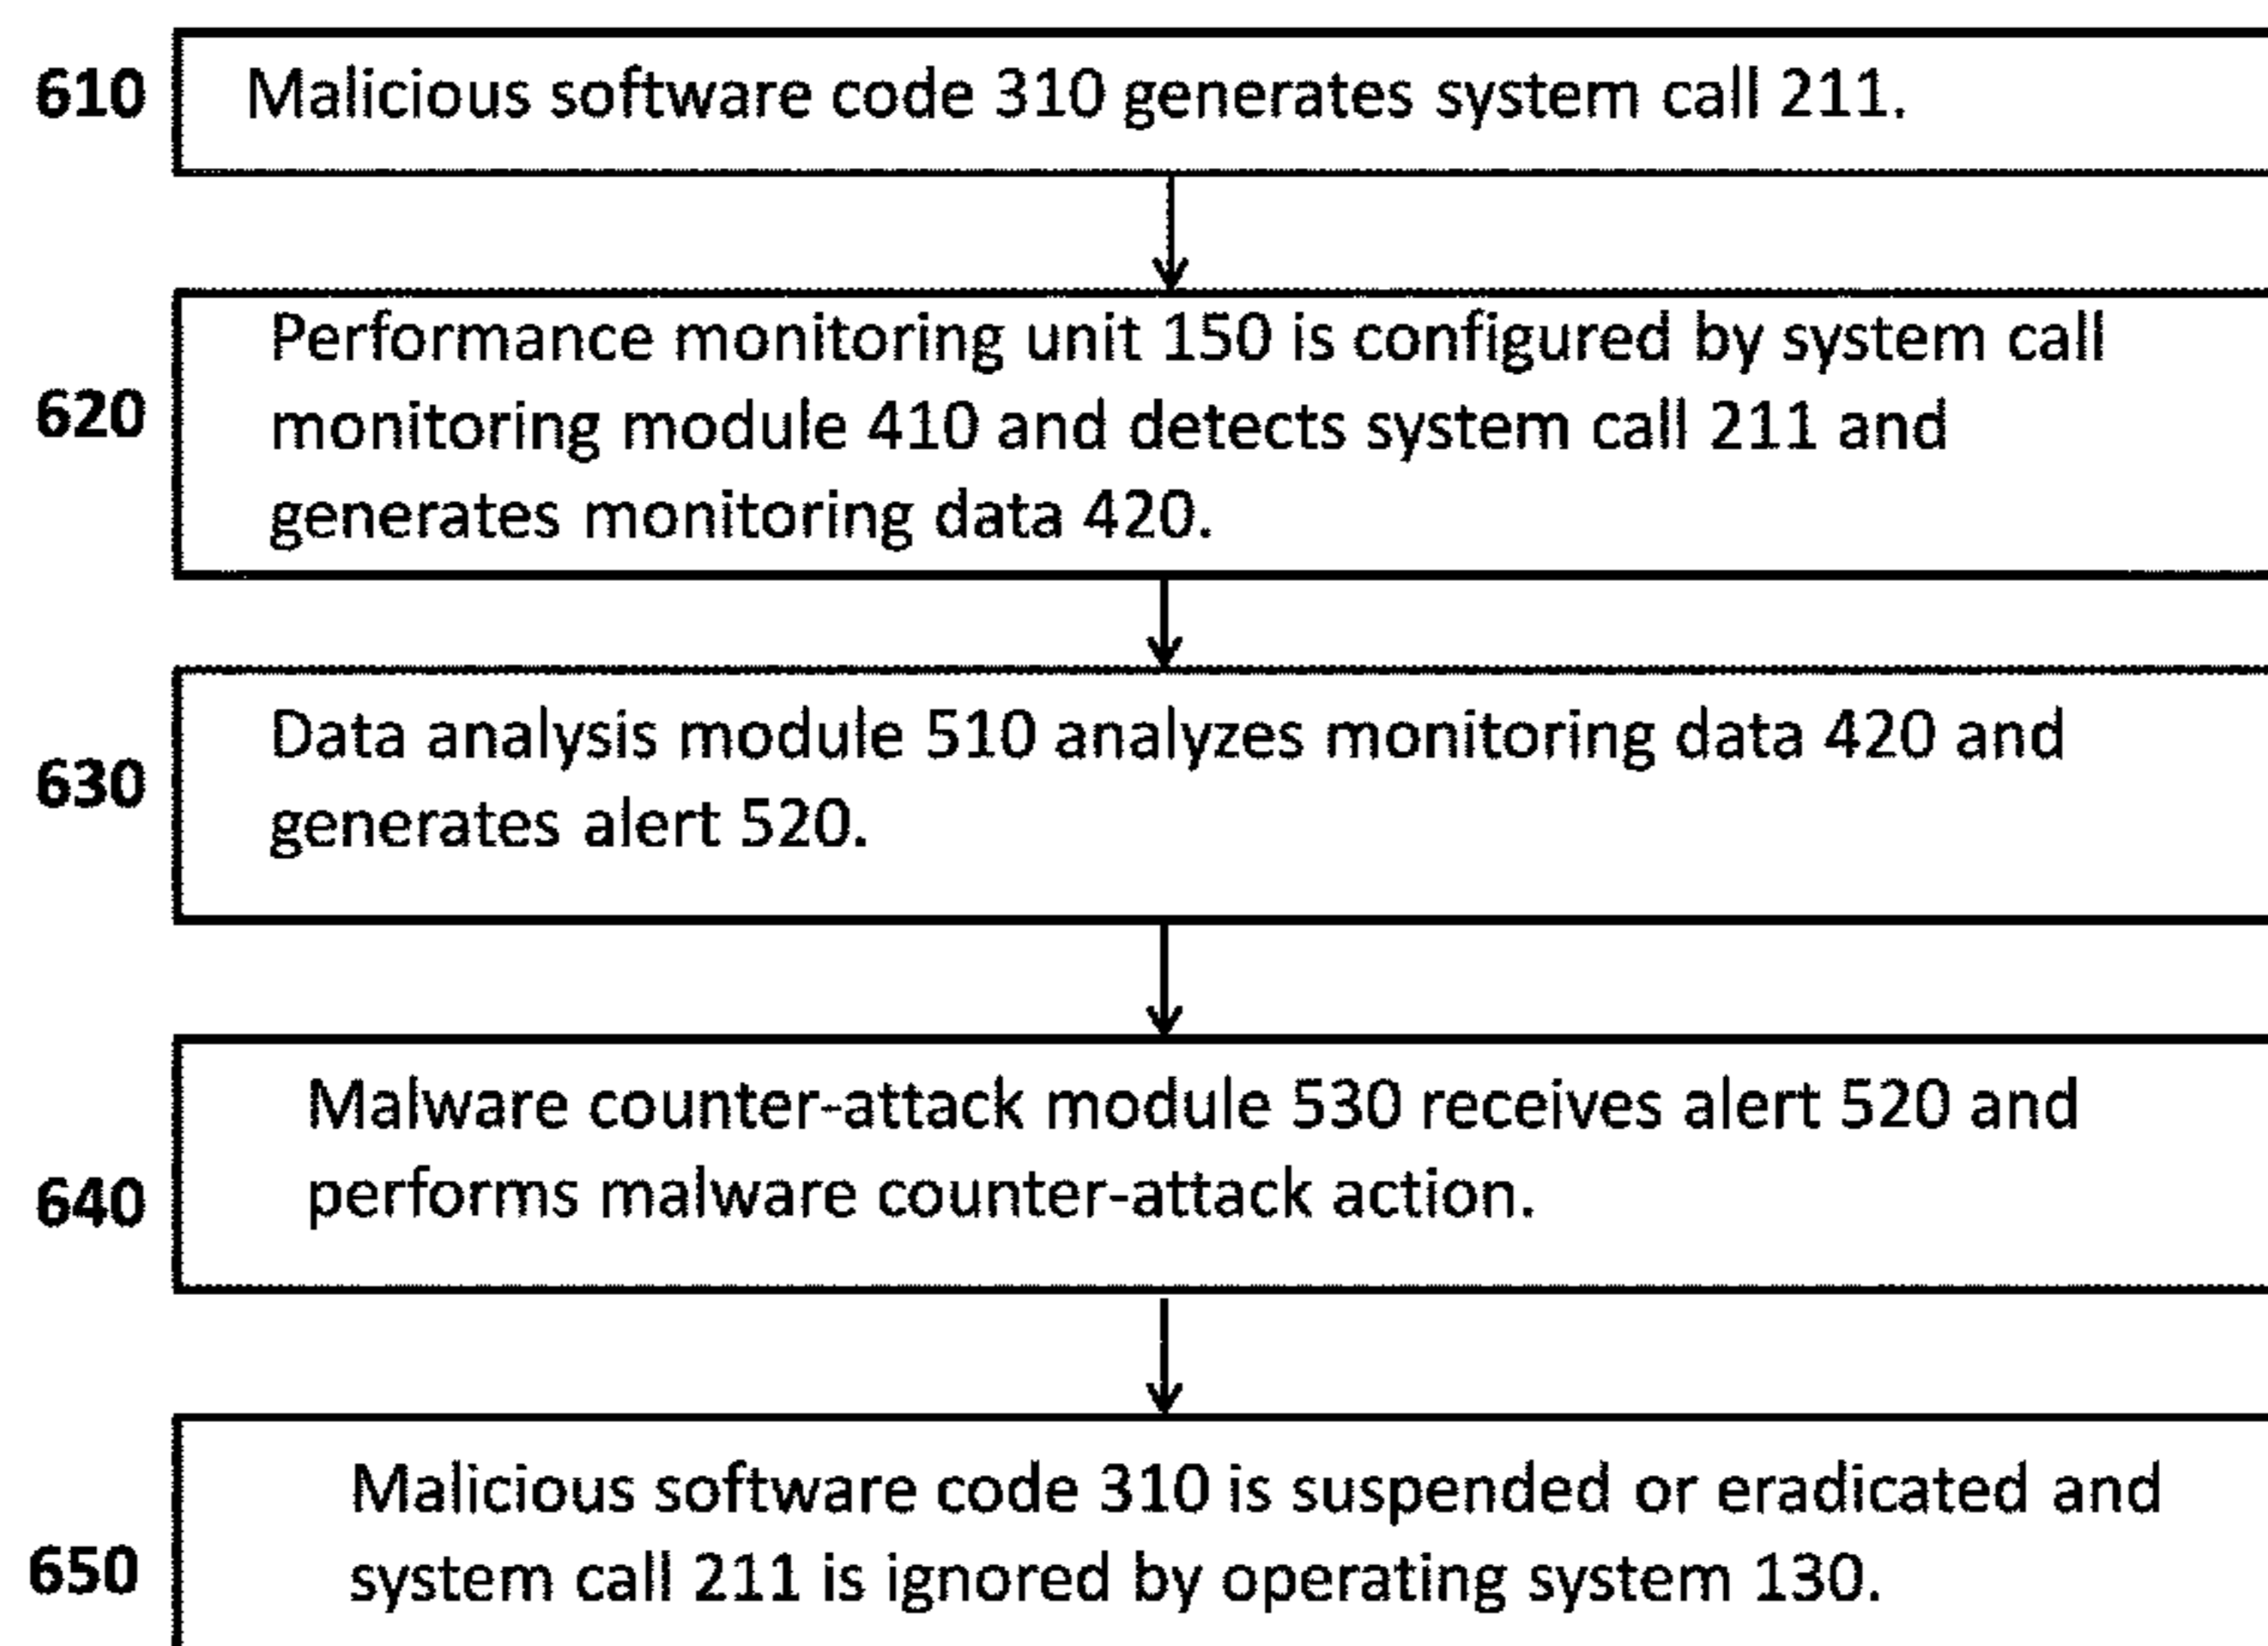 610
Malicious software code 310 generates system call 211.
620
Performance monitoring unit 150 is configured by system call
monitoring module 410 and detects system call 211 and
generates monitoring data 420.
630
Data analysis module 510 analyzes monitoring data 420 and
generates alert 520.
640
Malware counter-attack module 530 receives alert 520 and
performs malware counter-attack action.
650
Malicious software code 310 is suspended or eradicated and
system call 211 is ignored by operating system 130.